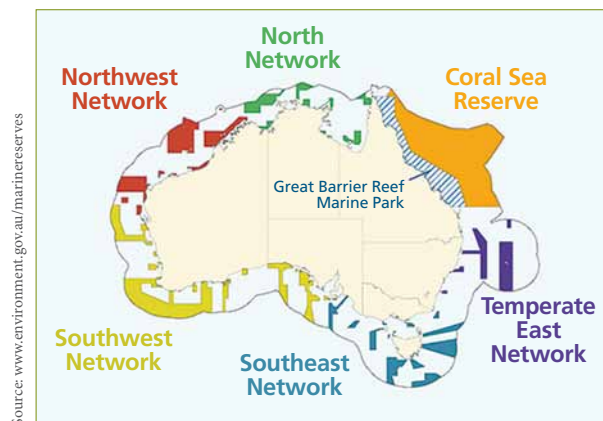 North
Network
Northwest
Network
Coral Sea
Reserve
Great Barrier Reef
Marine Park
Temperate
East
Network
Southwest
Network
Southeast
Network
Source: www.environment.gov.au/marinereserves